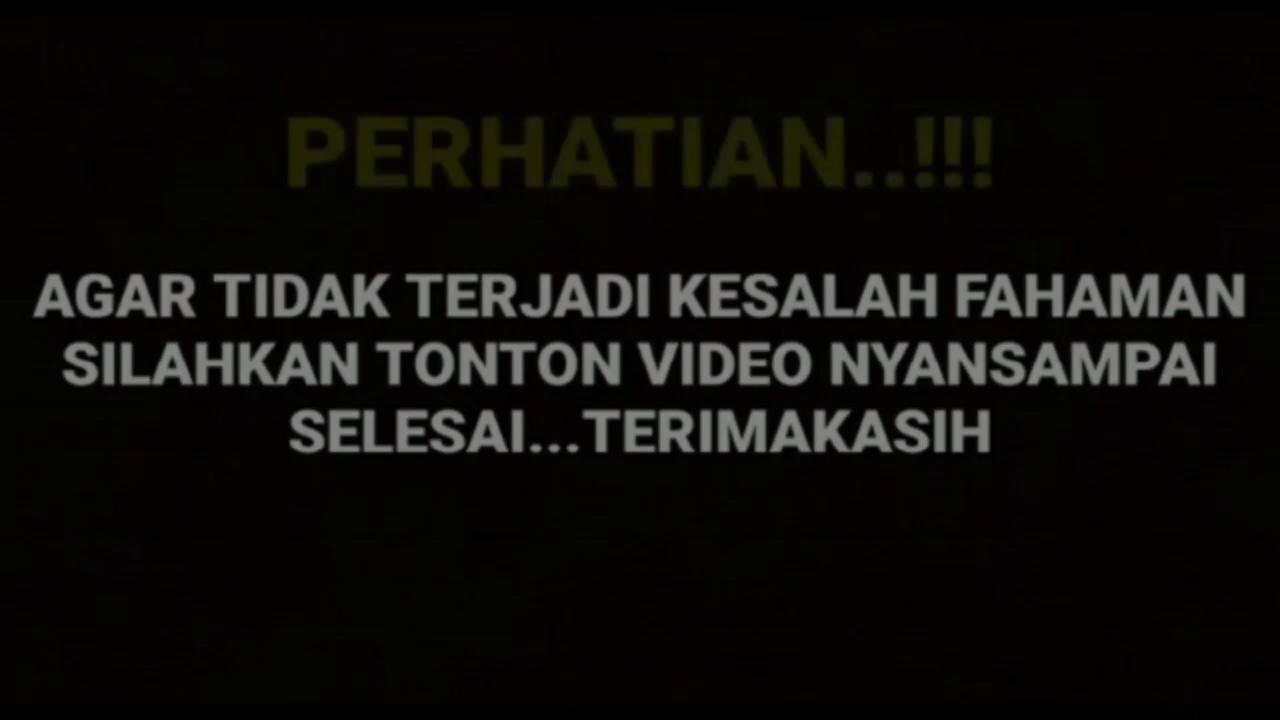 PERHATIAN..!!!
AGAR TIDAK TERJADI KESALAH FAHAMAN
SILAHKAN TONTON VIDEO NYANSAMPAI
SELESAI...TERIMAKASIH